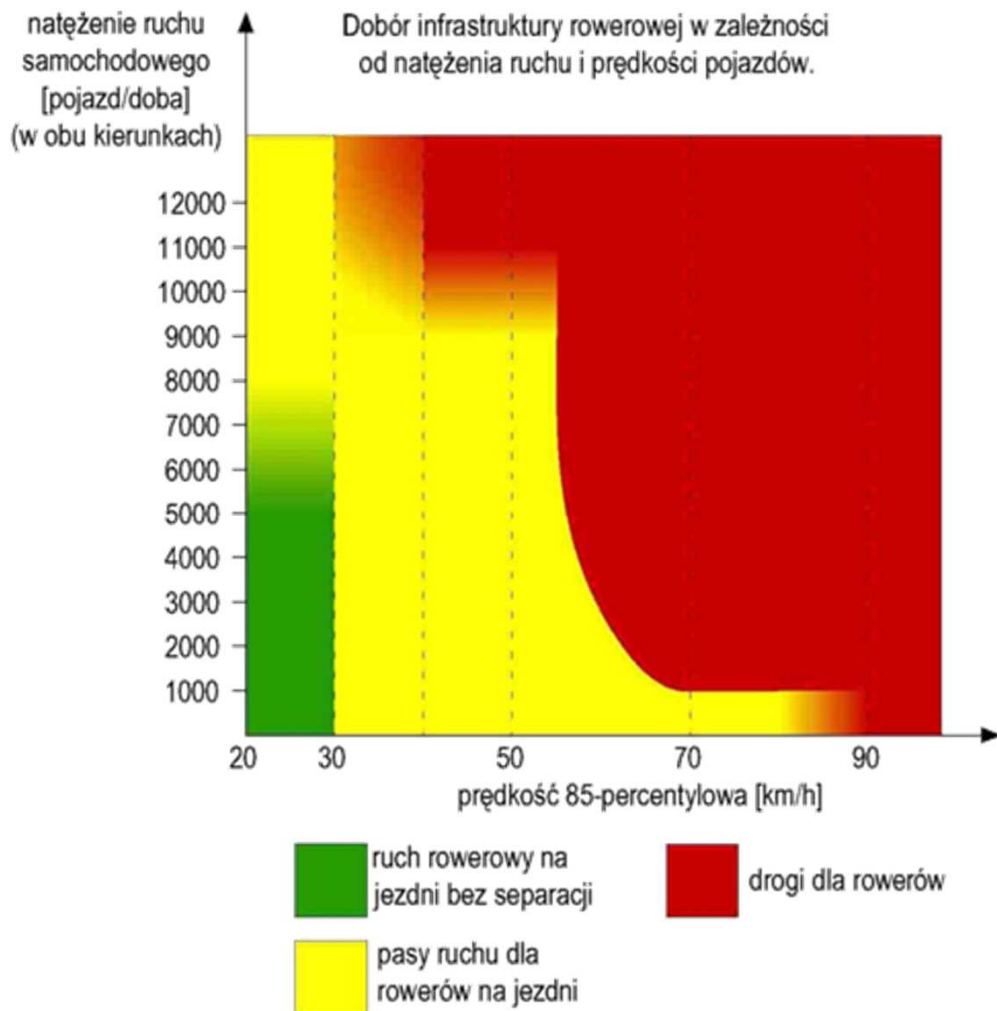 natężenie ruchu
samochodowego
[pojazd/doba]
(w obu kierunkach)
Dobór infrastruktury rowerowej w zależności
od natężenia ruchu i prędkości pojazdów.
12000
11000
10000
9000
8000
7000
6000
5000
4000
3000
2000
1000
20 30 50 70 90
prędkość 85-percentylowa [km/h]
ruch rowerowy na
jezdni bez separacji
drogi dla rowerów
pasy ruchu dla
rowerów na jezdni